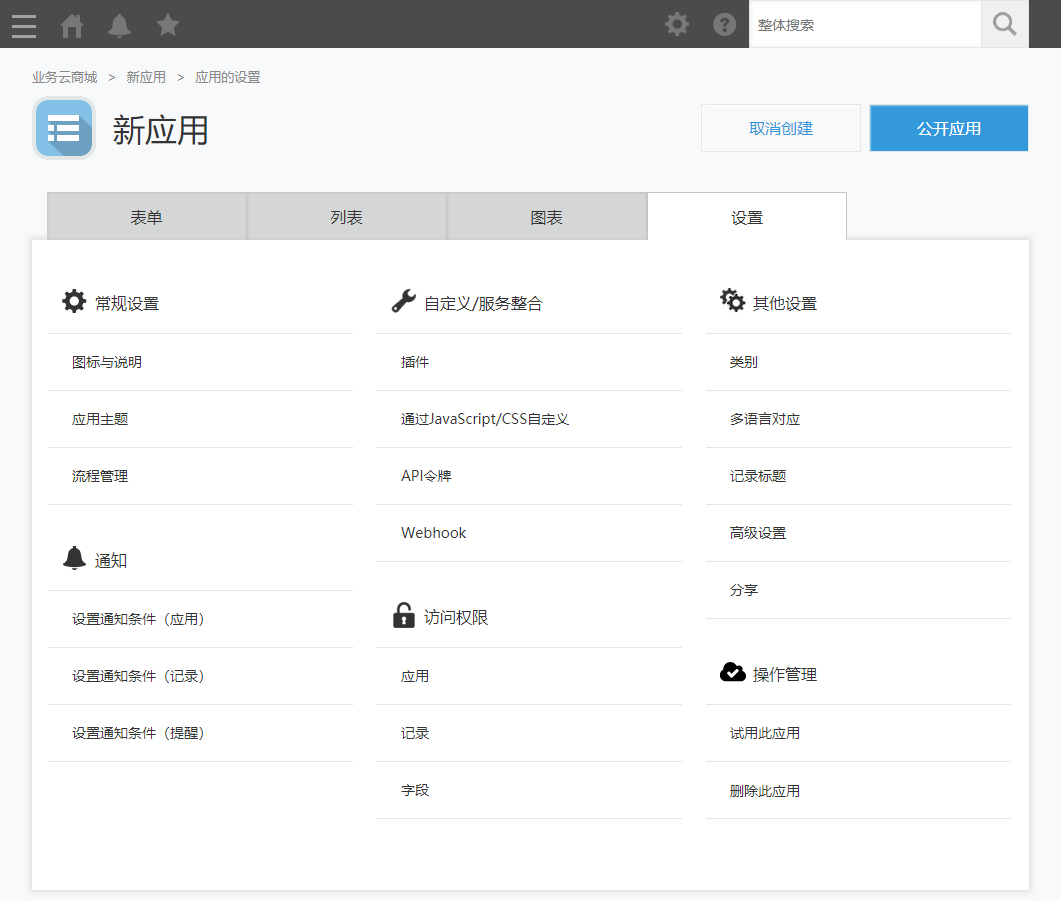 整体搜索
业务云商城 > 新应用 > 应用的设置
新应用
取消创建
公开应用
表单
列表
图表
设置
常规设置
图标与说明
应用主题
流程管理
通知
设置通知条件（应用）
设置通知条件（记录）
设置通知条件（提醒）
自定义/服务整合
插件
通过JavaScript/CSS自定义
API令牌
Webhook
访问权限
应用
记录
字段
其他设置
类别
多语言对应
记录标题
高级设置
分享
操作管理
试用此应用
删除此应用